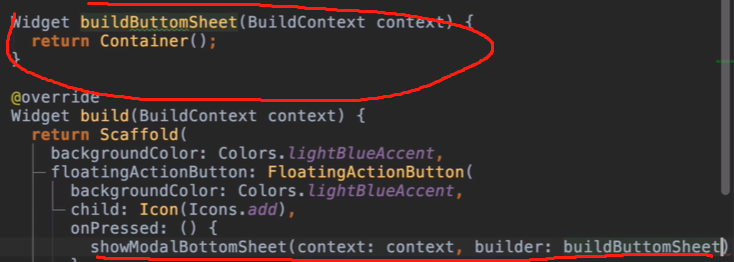 Widget buildButtomSheet(BuildContext context) {
return Container();
}
@override
Widget build(BuildContext context) {
return Scaffold(
backgroundColor: Colors.lightBlueAccent,
floatingActionButton: FloatingActionButton(
backgroundColor: Colors.lightBlueAccent,
child: Icon(Icons.add),
onPressed: () {
showModalBottomSheet(context: context, builder: buildButtomSheet)